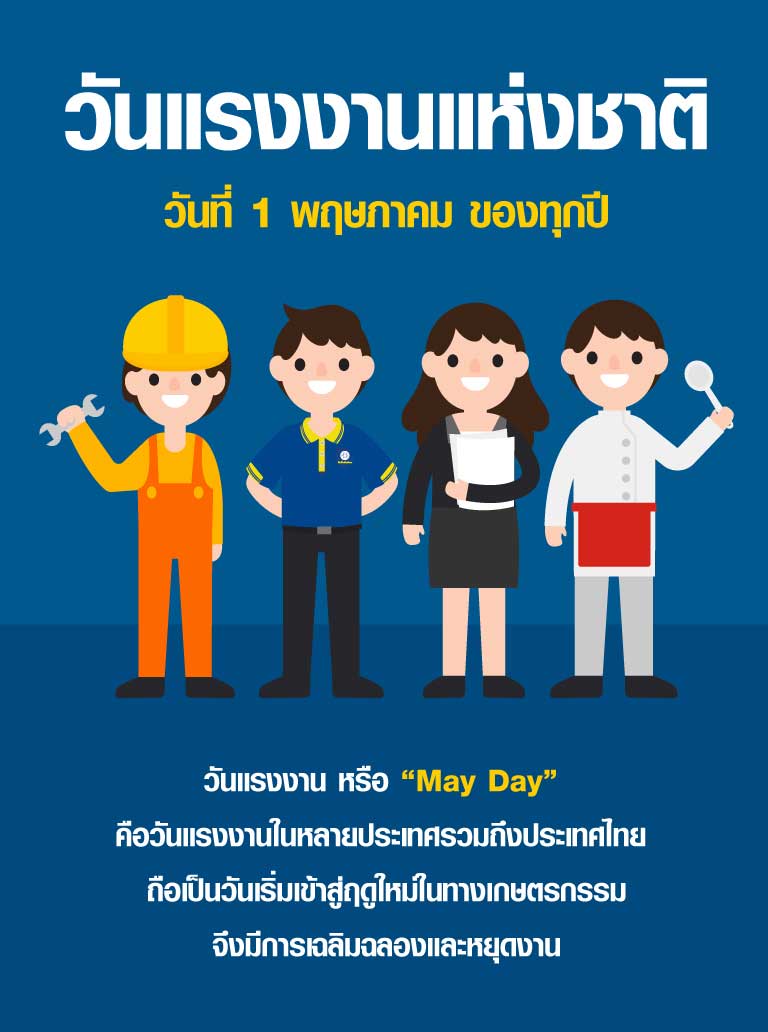 วันแรงงานแห่งชาติ
วันที่ 1 พฤษภาคม ของทุกปี
วันแรงงาน หรือ “May Day”
คือวันแรงงานในหลายประเทศรวมถึงประเทศไทย
ถือเป็นวันเริ่มเข้าสู่ฤดูใหม่ในทางเกษตรกรรม
จึงมีการเฉลิมฉลองและหยุดงาน